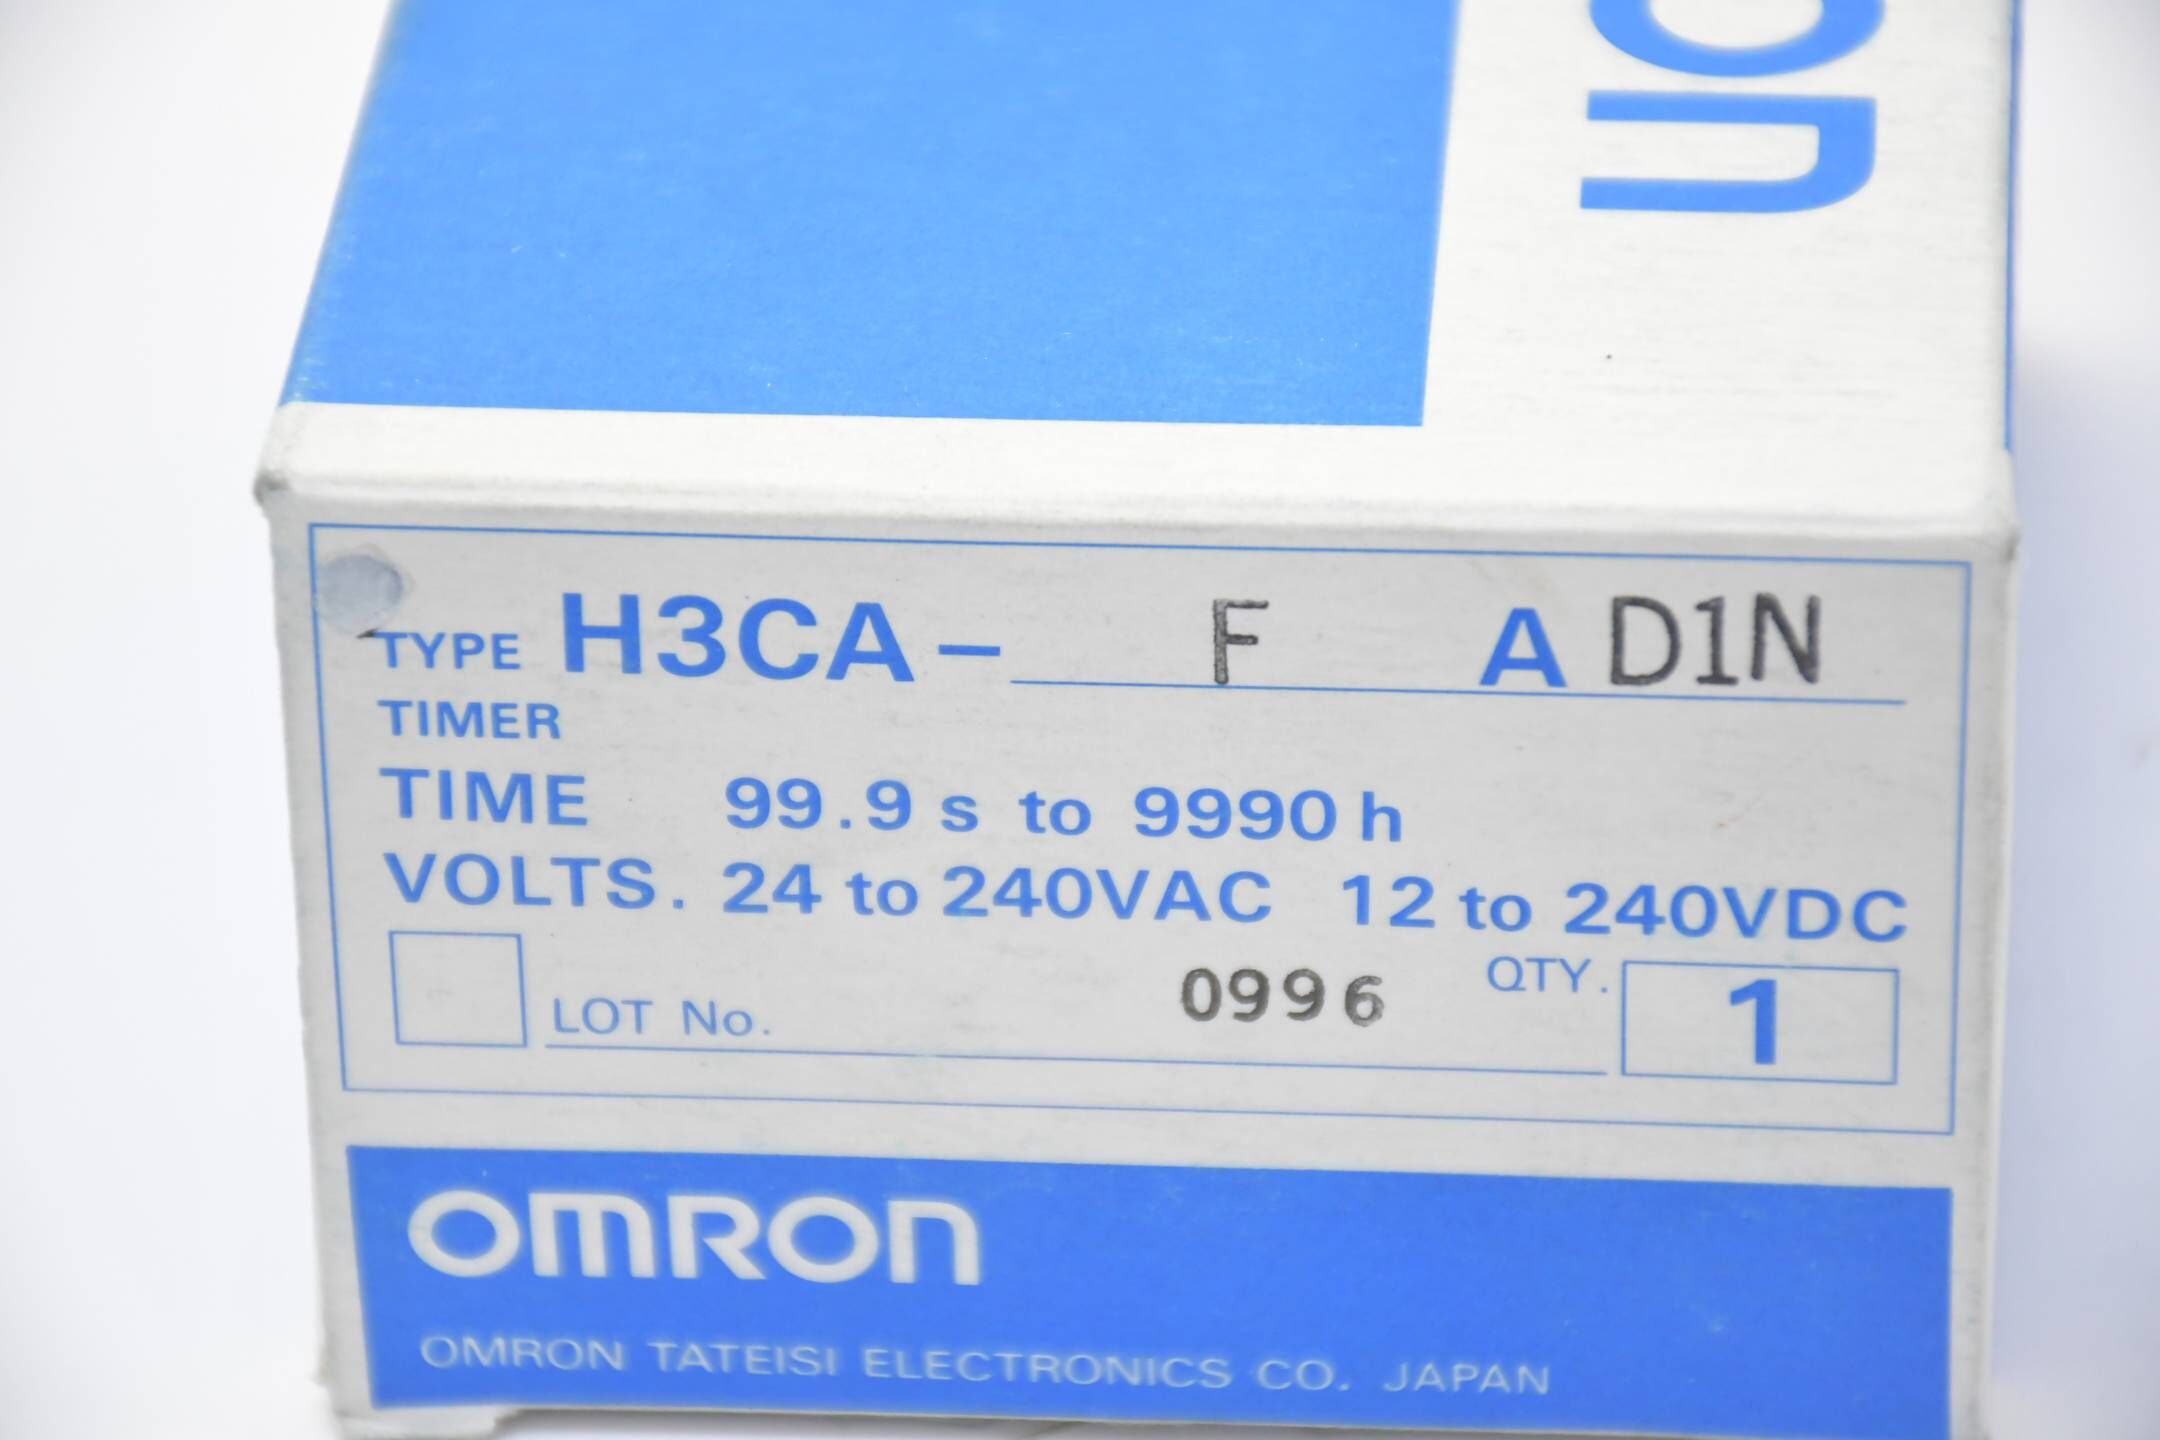 on
TYPE H3CA- F A D1N
TIMER
TIME 99.9 s to 9990 h
VOLTS. 24 to 240VAC 12 to 240VDC
LOT No. 0996 QTY. 1
OMRON
OMRON TATEISI ELECTRONICS CO. JAPAN